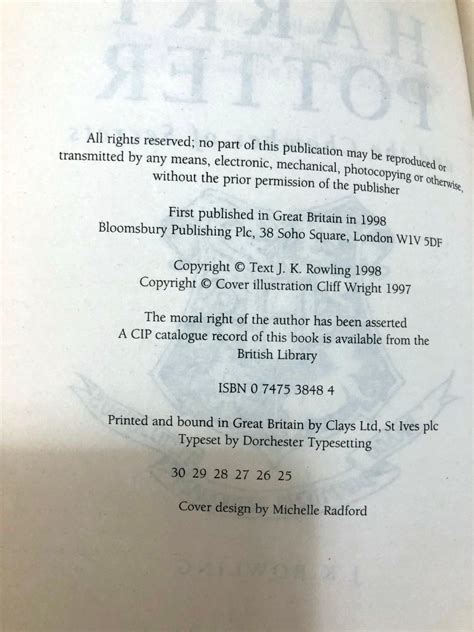 HARRY
POTTER
All rights reserved; no part of this publication may be reproduced or
transmitted by any means, electronic, mechanical, photocopying or otherwise,
without the prior permission of the publisher
First published in Great Britain in 1998
Bloomsbury Publishing Plc, 38 Soho Square, London W1V 5DF
Copyright © Text J. K. Rowling 1998
Copyright © Cover illustration Cliff Wright 1997
The moral right of the author has been asserted
A CIP catalogue record of this book is available from the
British Library
ISBN 0 7475 3848 4
Printed and bound in Great Britain by Clays Ltd, St Ives plc
Typeset by Dorchester Typesetting
30 29 28 27 26 25
Cover design by Michelle Radford
J. K. ROWLING